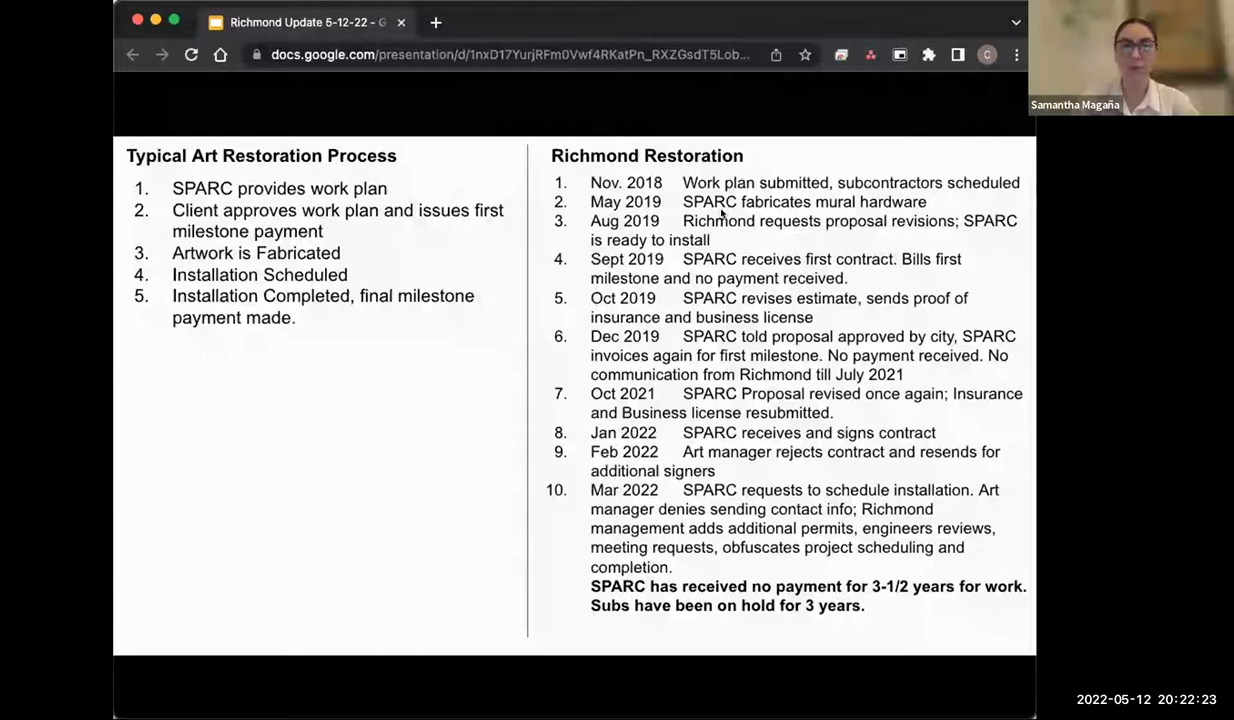 Richmond Update 5-12-22 - G
docs.google.com/presentation/d/1nxD17YurjRFm0Vwf4RKatPn_RXZGsdT5Lob...
C
Samantha Magaña
Typical Art Restoration Process
1. SPARC provides work plan
2. Client approves work plan and issues first
milestone payment
3. Artwork is Fabricated
4. Installation Scheduled
5. Installation Completed, final milestone
payment made.
Richmond Restoration
1. Nov. 2018 Work plan submitted, subcontractors scheduled
2. May 2019 SPARC fabricates mural hardware
3. Aug 2019 Richmond requests proposal revisions; SPARC
is ready to install
4. Sept 2019 SPARC receives first contract. Bills first
milestone and no payment received.
5. Oct 2019 SPARC revises estimate, sends proof of
insurance and business license
6. Dec 2019 SPARC told proposal approved by city, SPARC
invoices again for first milestone. No payment received. No
communication from Richmond till July 2021
7. Oct 2021 SPARC Proposal revised once again; Insurance
and Business license resubmitted.
8. Jan 2022 SPARC receives and signs contract
9. Feb 2022 Art manager rejects contract and resends for
additional signers
10. Mar 2022 SPARC requests to schedule installation. Art
manager denies sending contact info; Richmond
management adds additional permits, engineers reviews,
meeting requests, obfuscates project scheduling and
completion.
SPARC has received no payment for 3-1/2 years for work.
Subs have been on hold for 3 years.
2022-05-12 20:22:23